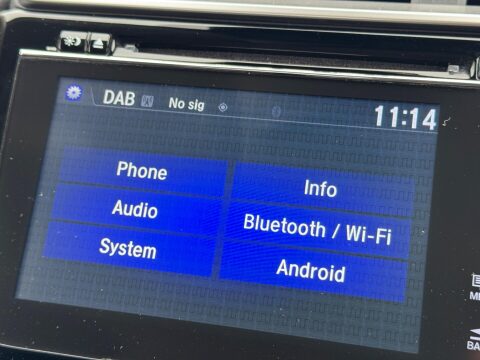 DAB No sig 11:14
Phone Info
Audio Bluetooth / Wi-Fi
System Android